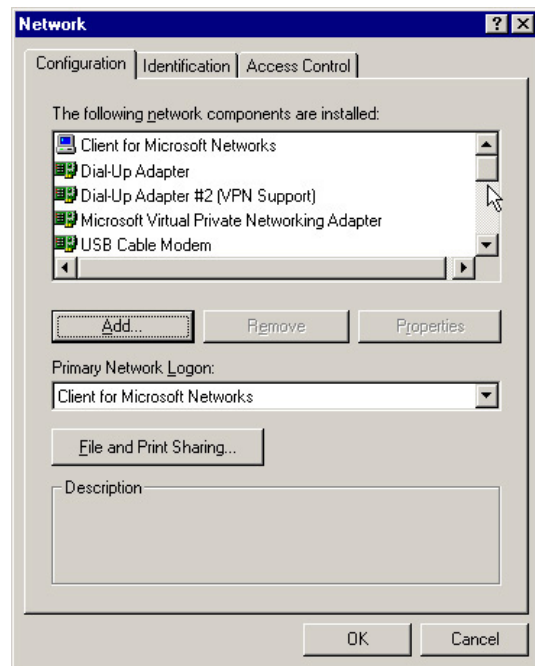 Network
Configuration Identification Access Control
The following network components are installed:
Client for Microsoft Networks
Dial-Up Adapter
Dial-Up Adapter #2 (VPN Support)
Microsoft Virtual Private Networking Adapter
USB Cable Modem
Add... Remove Properties
Primary Network Logon:
Client for Microsoft Networks
File and Print Sharing...
Description
OK Cancel